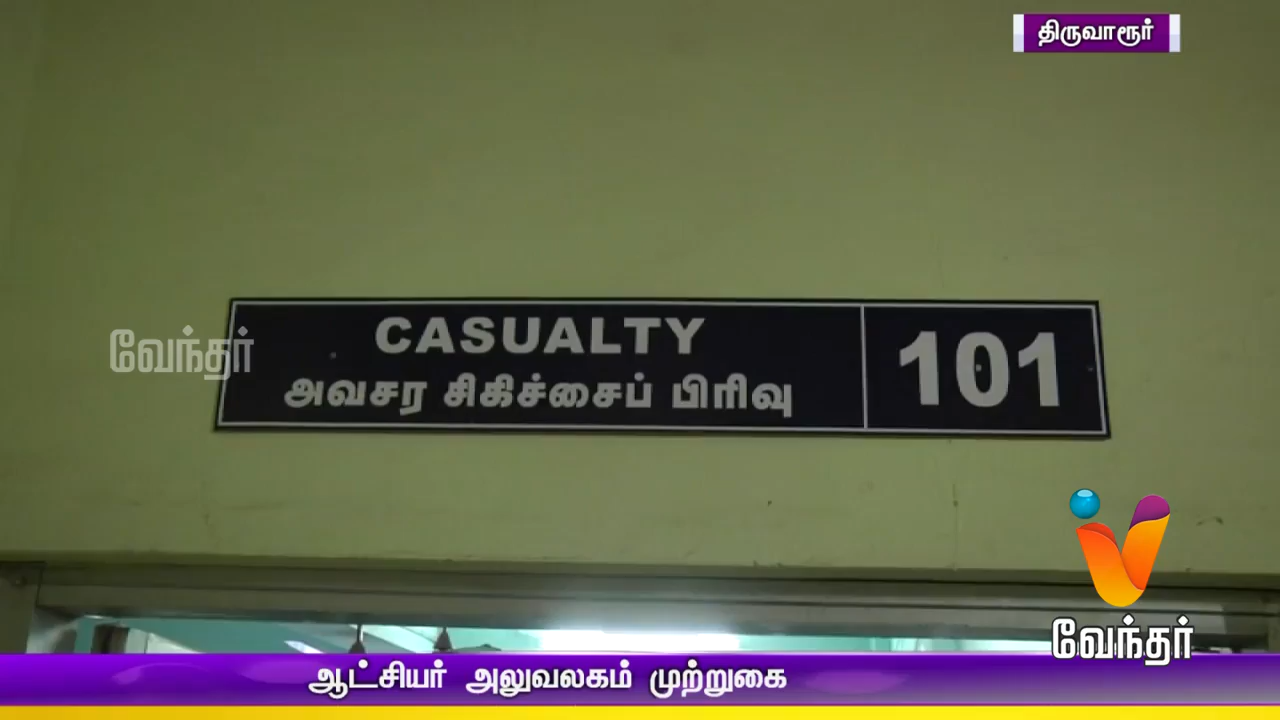 திருவாரூர்
வேந்தர்
CASUALTY
அவசர சிகிச்சைப் பிரிவு
101
வேந்தர்
ஆட்சியர் அலுவலகம் முற்றுகை